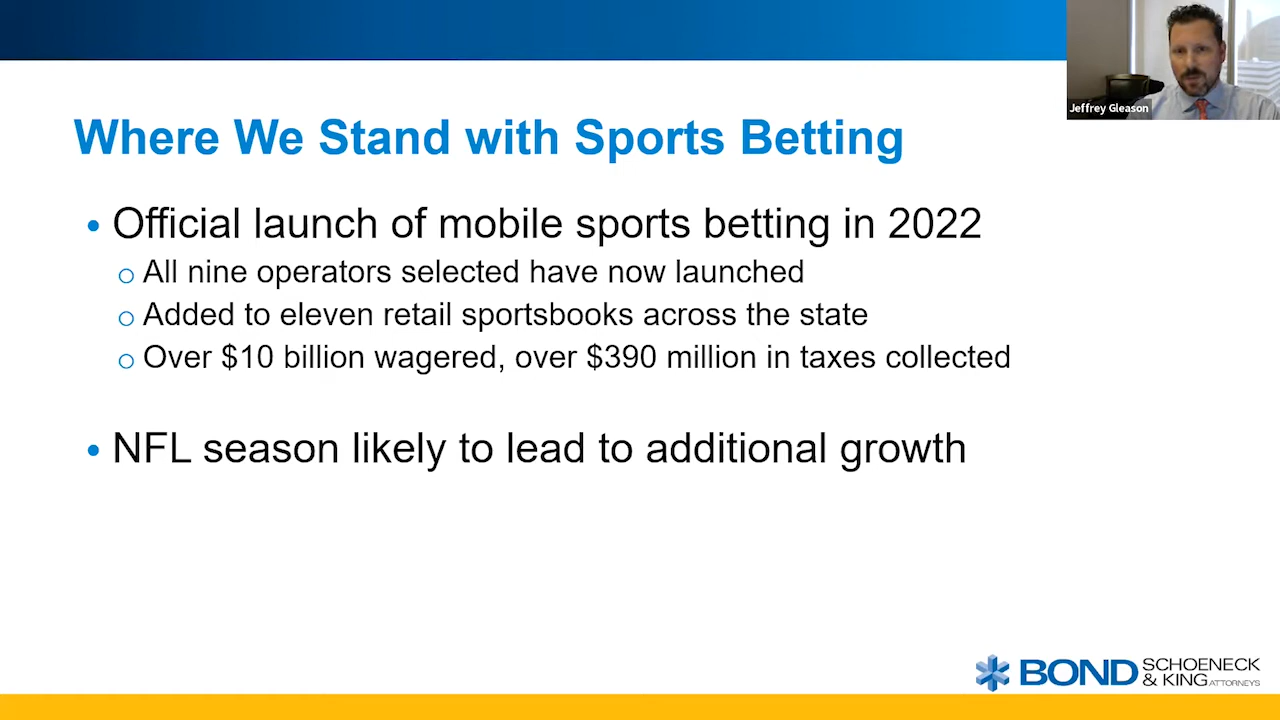 Jeffrey Gleason
Where We Stand with Sports Betting
• Official launch of mobile sports betting in 2022
o All nine operators selected have now launched
o Added to eleven retail sportsbooks across the state
o Over $10 billion wagered, over $390 million in taxes collected
• NFL season likely to lead to additional growth
BOND SCHOENECK
& KING ATTORNEYS